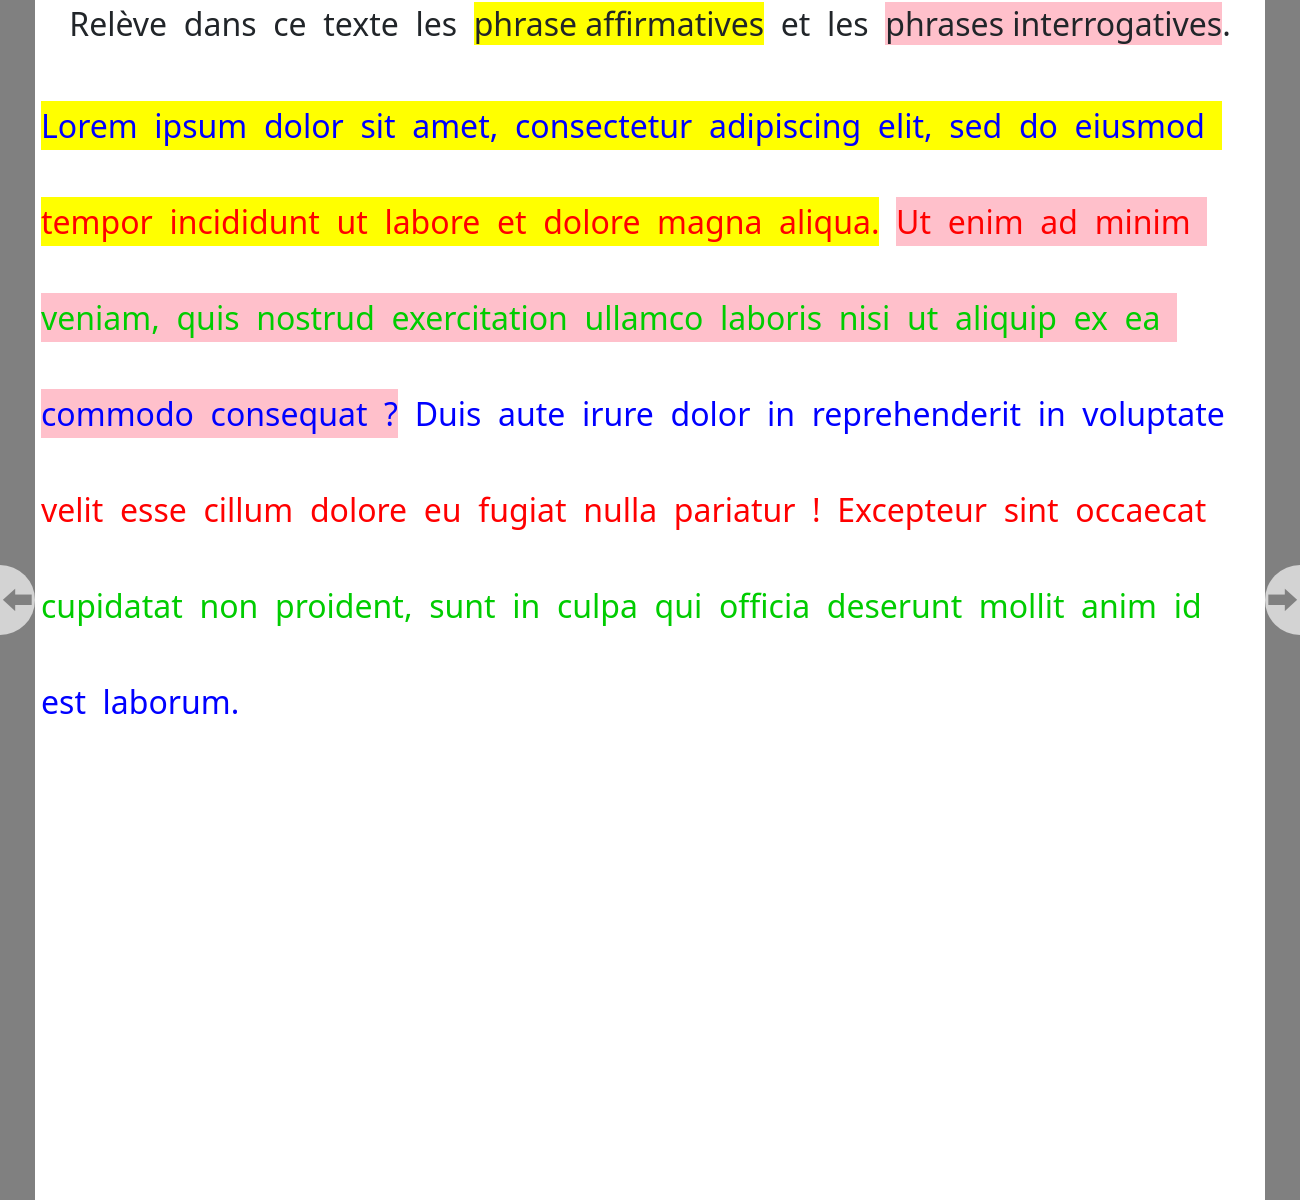 Relève dans ce texte les phrase affirmatives et les phrases interrogatives.
Lorem ipsum dolor sit amet, consectetur adipiscing elit, sed do eiusmod
tempor incididunt ut labore et dolore magna aliqua. Ut enim ad minim
veniam, quis nostrud exercitation ullamco laboris nisi ut aliquip ex ea
commodo consequat ? Duis aute irure dolor in reprehenderit in voluptate
velit esse cillum dolore eu fugiat nulla pariatur ! Excepteur sint occaecat
cupidatat non proident, sunt in culpa qui officia deserunt mollit anim id
est laborum.